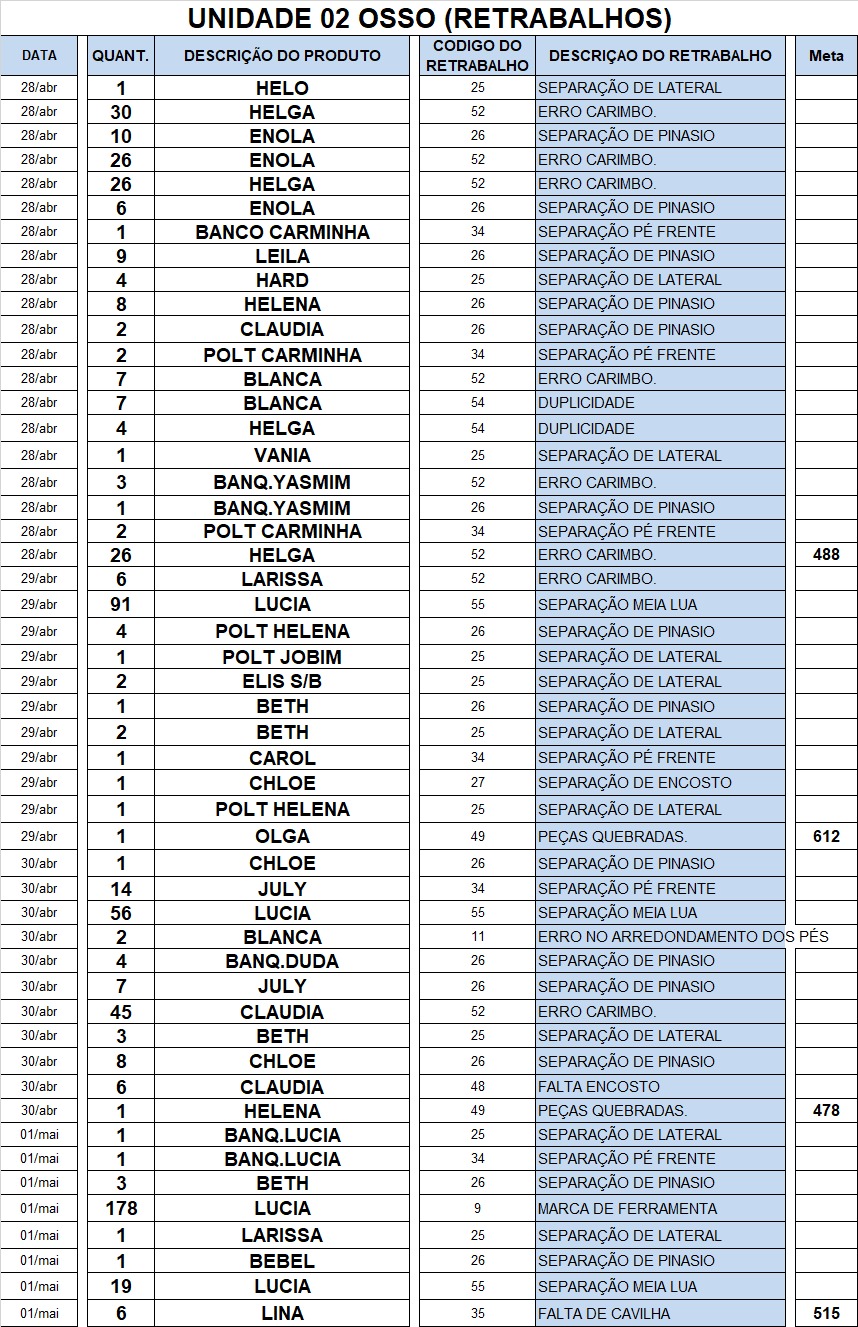 UNIDADE 02 OSSO (RETRABALHOS)
DATA QUANT. DESCRIÇÃO DO PRODUTO CODIGO DO RETRABALHO DESCRIÇAO DO RETRABALHO Meta
28/abr 1 HELO 25 SEPARAÇÃO DE LATERAL
28/abr 30 HELGA 52 ERRO CARIMBO.
28/abr 10 ENOLA 26 SEPARAÇÃO DE PINASIO
28/abr 26 ENOLA 52 ERRO CARIMBO.
28/abr 26 HELGA 52 ERRO CARIMBO.
28/abr 6 ENOLA 26 SEPARAÇÃO DE PINASIO
28/abr 1 BANCO CARMINHA 34 SEPARAÇÃO PÉ FRENTE
28/abr 9 LEILA 26 SEPARAÇÃO DE PINASIO
28/abr 4 HARD 25 SEPARAÇÃO DE LATERAL
28/abr 8 HELENA 26 SEPARAÇÃO DE PINASIO
28/abr 2 CLAUDIA 26 SEPARAÇÃO DE PINASIO
28/abr 2 POLT CARMINHA 34 SEPARAÇÃO PÉ FRENTE
28/abr 7 BLANCA 52 ERRO CARIMBO.
28/abr 7 BLANCA 54 DUPLICIDADE
28/abr 4 HELGA 54 DUPLICIDADE
28/abr 1 VANIA 25 SEPARAÇÃO DE LATERAL
28/abr 3 BANQ.YASMIM 52 ERRO CARIMBO.
28/abr 1 BANQ.YASMIM 26 SEPARAÇÃO DE PINASIO
28/abr 2 POLT CARMINHA 34 SEPARAÇÃO PÉ FRENTE
28/abr 26 HELGA 52 ERRO CARIMBO. 488
29/abr 6 LARISSA 52 ERRO CARIMBO.
29/abr 91 LUCIA 55 SEPARAÇÃO MEIA LUA
29/abr 4 POLT HELENA 26 SEPARAÇÃO DE PINASIO
29/abr 1 POLT JOBIM 25 SEPARAÇÃO DE LATERAL
29/abr 2 ELIS S/B 25 SEPARAÇÃO DE LATERAL
29/abr 1 BETH 26 SEPARAÇÃO DE PINASIO
29/abr 2 BETH 25 SEPARAÇÃO DE LATERAL
29/abr 1 CAROL 34 SEPARAÇÃO PÉ FRENTE
29/abr 1 CHLOE 27 SEPARAÇÃO DE ENCOSTO
29/abr 1 POLT HELENA 25 SEPARAÇÃO DE LATERAL
29/abr 1 OLGA 49 PEÇAS QUEBRADAS. 612
30/abr 1 CHLOE 26 SEPARAÇÃO DE PINASIO
30/abr 14 JULY 34 SEPARAÇÃO PÉ FRENTE
30/abr 56 LUCIA 55 SEPARAÇÃO MEIA LUA
30/abr 2 BLANCA 11 ERRO NO ARREDONDAMENTO DOS PÉS
30/abr 4 BANQ.DUDA 26 SEPARAÇÃO DE PINASIO
30/abr 7 JULY 26 SEPARAÇÃO DE PINASIO
30/abr 45 CLAUDIA 52 ERRO CARIMBO.
30/abr 3 BETH 25 SEPARAÇÃO DE LATERAL
30/abr 8 CHLOE 26 SEPARAÇÃO DE PINASIO
30/abr 6 CLAUDIA 48 FALTA ENCOSTO
30/abr 1 HELENA 49 PEÇAS QUEBRADAS. 478
01/mai 1 BANQ.LUCIA 25 SEPARAÇÃO DE LATERAL
01/mai 1 BANQ.LUCIA 34 SEPARAÇÃO PÉ FRENTE
01/mai 3 BETH 26 SEPARAÇÃO DE PINASIO
01/mai 178 LUCIA 9 MARCA DE FERRAMENTA
01/mai 1 LARISSA 25 SEPARAÇÃO DE LATERAL
01/mai 1 BEBEL 26 SEPARAÇÃO DE PINASIO
01/mai 19 LUCIA 55 SEPARAÇÃO MEIA LUA
01/mai 6 LINA 35 FALTA DE CAVILHA 515